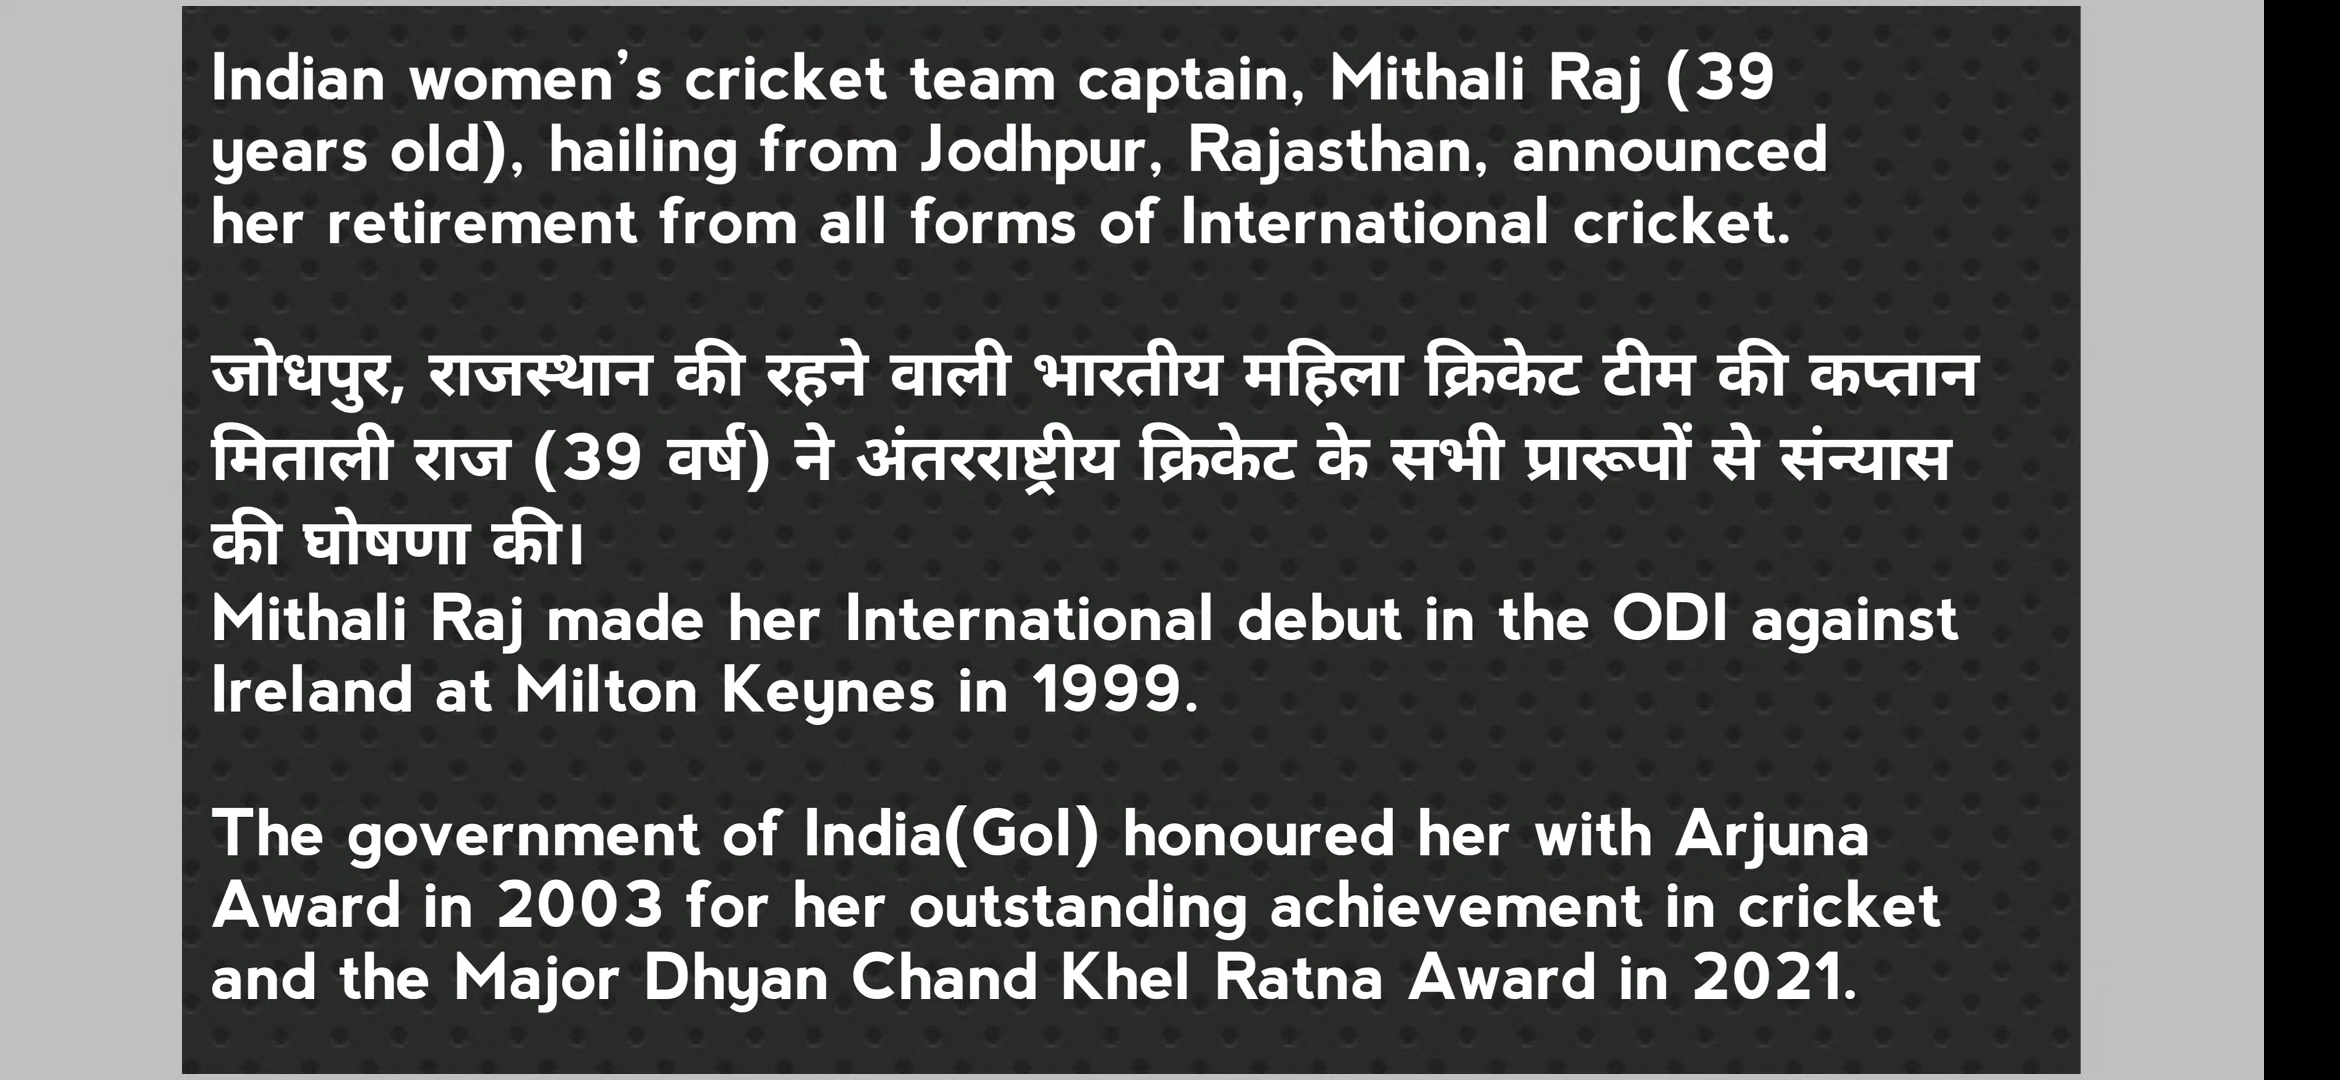 Indian women's cricket team captain, Mithali Raj (39
years old), hailing from Jodhpur, Rajasthan, announced
her retirement from all forms of International cricket.
जोधपुर, राजस्थान की रहने वाली भारतीय महिला क्रिकेट टीम की कप्तान
मिताली राज (39 वर्ष) ने अंतरराष्ट्रीय क्रिकेट के सभी प्रारूपों से संन्यास
की घोषणा की।
Mithali Raj made her International debut in the ODI against
Ireland at Milton Keynes in 1999.
The government of India(GoI) honoured her with Arjuna
Award in 2003 for her outstanding achievement in cricket
and the Major Dhyan Chand Khel Ratna Award in 2021.